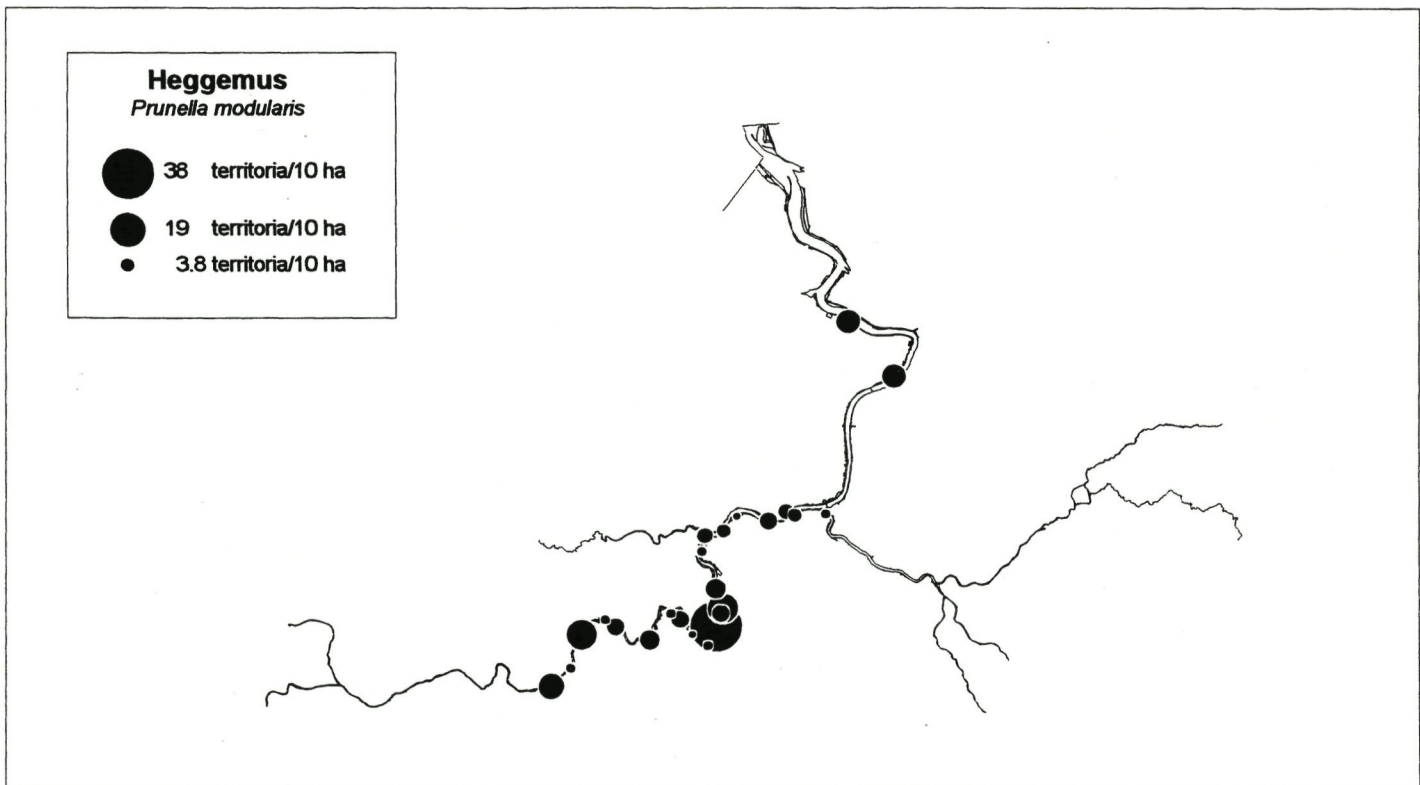 Heggemus
Prunella modularis
38 territoria/10 ha
19 territoria/10 ha
3.8 territoria/10 ha